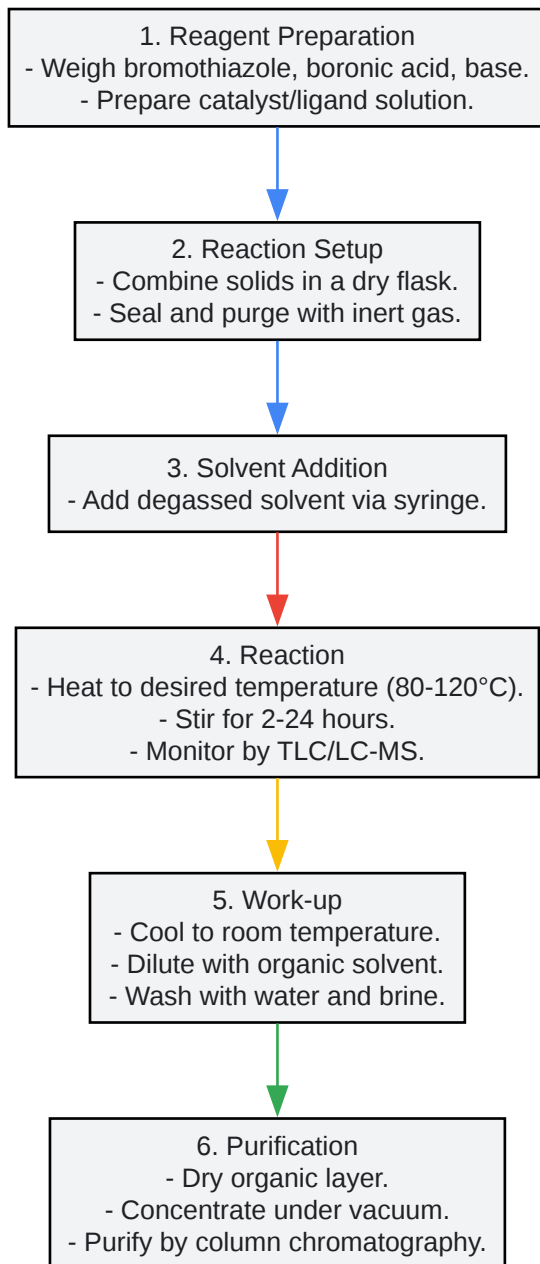 1. Reagent Preparation
- Weigh bromothiazole, boronic acid, base.
- Prepare catalyst/ligand solution.
2. Reaction Setup
- Combine solids in a dry flask.
- Seal and purge with inert gas.
3. Solvent Addition
- Add degassed solvent via syringe.
4. Reaction
- Heat to desired temperature (80-120°C).
- Stir for 2-24 hours.
- Monitor by TLC/LC-MS.
5. Work-up
- Cool to room temperature.
- Dilute with organic solvent.
- Wash with water and brine.
6. Purification
- Dry organic layer.
- Concentrate under vacuum.
- Purify by column chromatography.